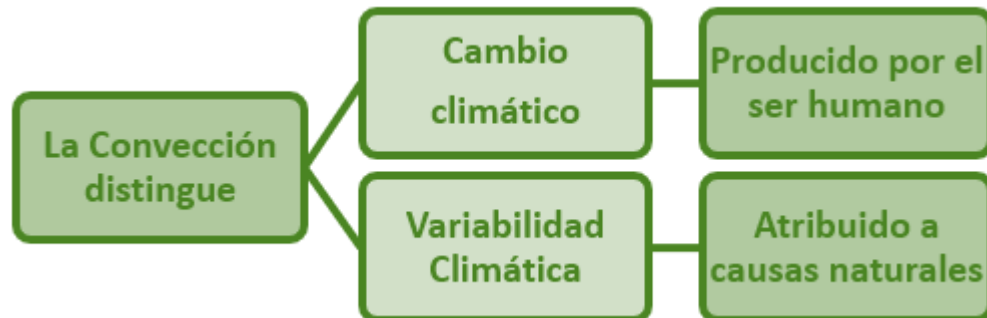 La Convección
distingue
Cambio
climático
Producido por el
ser humano
Variabilidad
Climática
Atribuido a
causas naturales